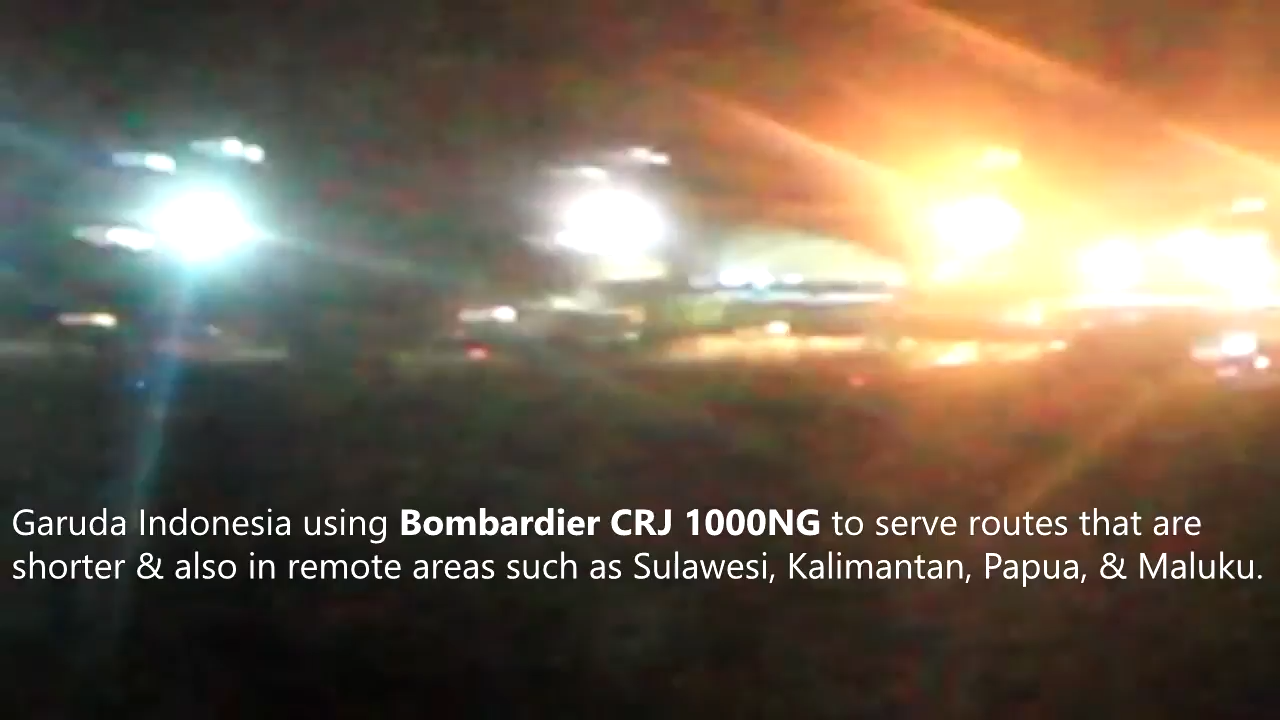 Garuda Indonesia using Bombardier CRJ 1000NG to serve routes that are
shorter & also in remote areas such as Sulawesi, Kalimantan, Papua, & Maluku.